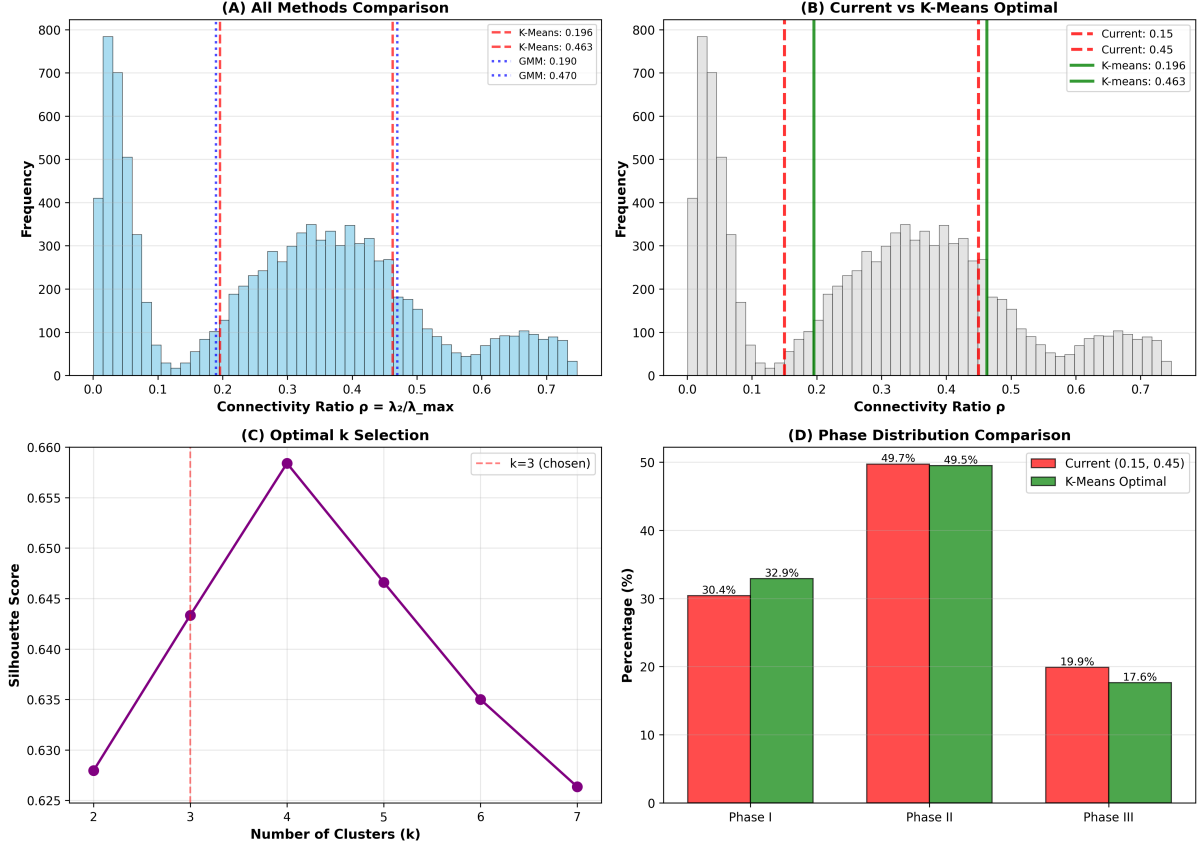 (A) All Methods Comparison
800
700
600
500
400
300
200
100
0
Frequency
0.0 0.1 0.2 0.3 0.4 0.5 0.6 0.7
Connectivity Ratio ρ = λ₂/λ_max
K-Means: 0.196
K-Means: 0.463
GMM: 0.190
GMM: 0.470
(B) Current vs K-Means Optimal
800
700
600
500
400
300
200
100
0
Frequency
0.0 0.1 0.2 0.3 0.4 0.5 0.6 0.7
Connectivity Ratio ρ
Current: 0.15
Current: 0.45
K-means: 0.196
K-means: 0.463
(C) Optimal k Selection
0.660
0.655
0.650
0.645
0.640
0.635
0.630
0.625
Silhouette Score
2 3 4 5 6 7
Number of Clusters (k)
k=3 (chosen)
(D) Phase Distribution Comparison
50
40
30
20
10
0
Percentage (%)
30.4% 32.9% 49.7% 49.5% 19.9% 17.6%
Phase I Phase II Phase III
Current (0.15, 0.45)
K-Means Optimal